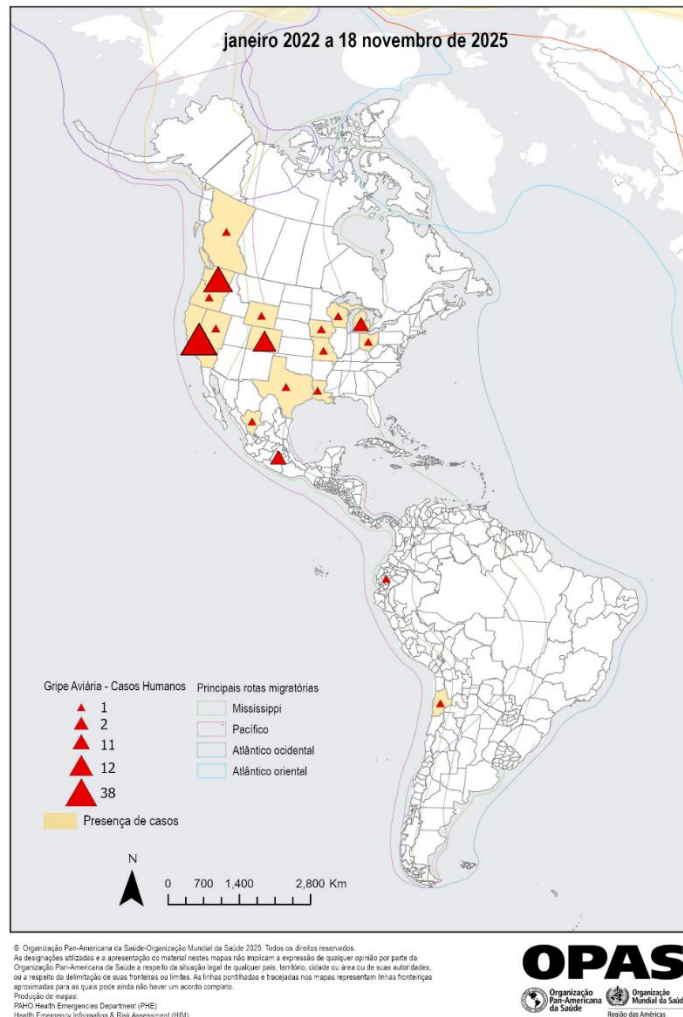 janeiro 2022 a 18 novembro de 2025
Gripe Aviária - Casos Humanos
1
2
11
12
38
Presença de casos
Principais rotas migratórias
Mississippi
Pacífico
Atlântico ocidental
Atlântico oriental
N
0 700 1,400 2,800 Km
© Organização Pan-Americana da Saúde-Organização Mundial da Saúde 2025. Todos os direitos reservados.
As designações utilizadas e a apresentação do material nestes mapas não implicam a expressão de qualquer opinião por parte da
Organização Pan-Americana da Saúde a respeito da situação legal de qualquer país, território, cidade ou área ou de suas autoridades,
ou a respeito da delimitação de suas fronteiras ou limites. As linhas pontilhadas e tracejadas nos mapas representam linhas fronteiriças
aproximadas para as quais pode ainda não haver um acordo completo.
Produção de mapas:
PAHO Health Emergencies Department (PHE)
Health Emergency Information & Risk Assessment (HIM)
OPAS
Organização
Pan-Americana
da Saúde
Organização
Mundial da Saúde
Região das Américas